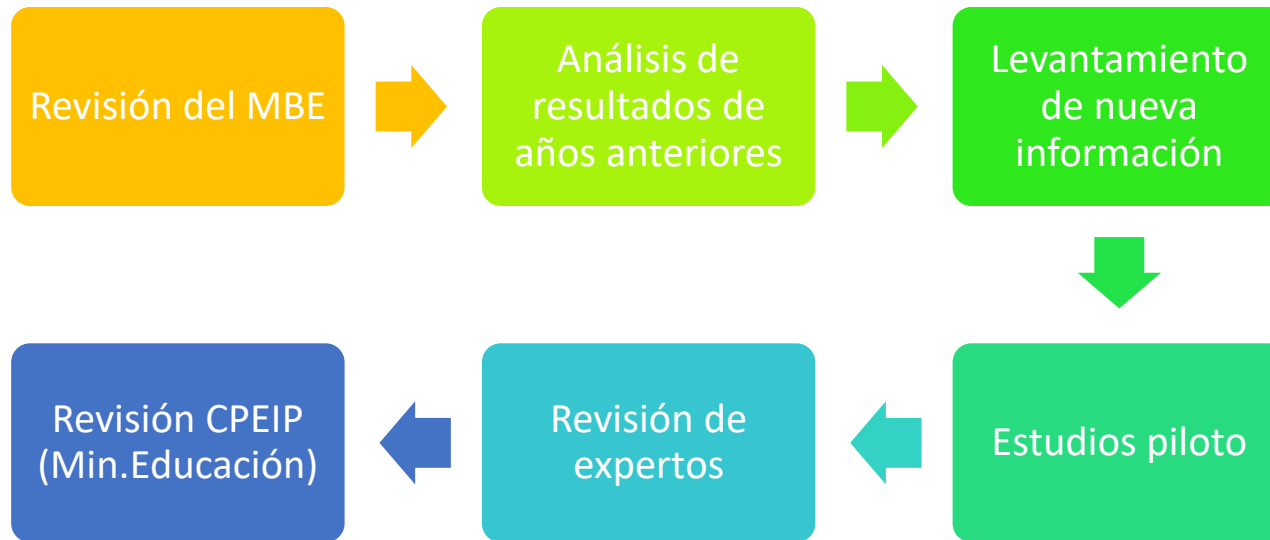 Revisión del MBE
Análisis de
resultados de
años anteriores
Levantamiento
de nueva
información
Estudios piloto
Revisión de
expertos
Revisión CPEIP
(Min.Educación)